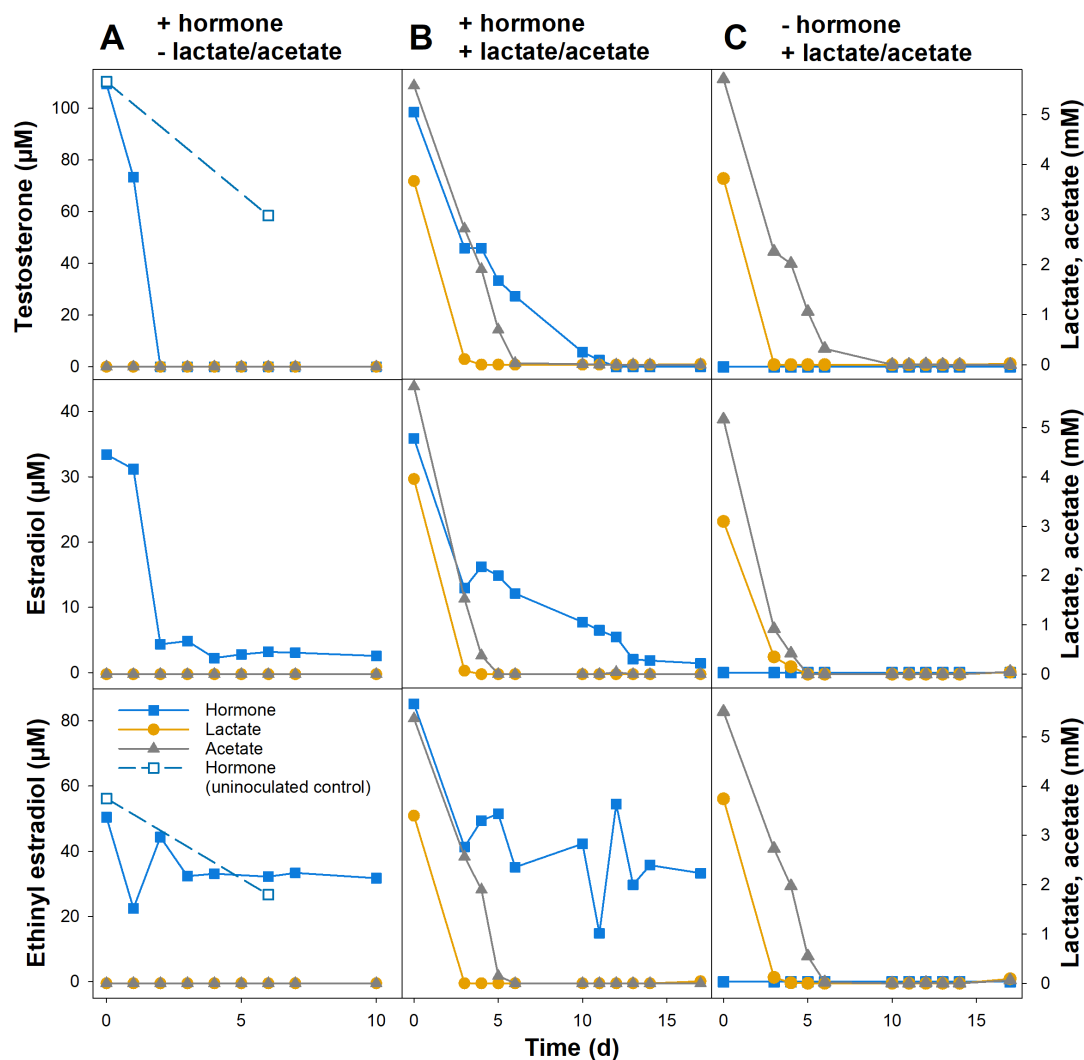 A
+ hormone
- lactate/acetate
B
+ hormone
+ lactate/acetate
C
- hormone
+ lactate/acetate
Testosterone (µM)
100
80
60
40
20
0
5
4
3
2
1
0
Lactate, acetate (mM)
Estradiol (µM)
40
30
20
10
0
5
4
3
2
1
0
Lactate, acetate (mM)
Ethinyl estradiol (µM)
80
60
40
20
0
Hormone
Lactate
Acetate
Hormone
(uninoculated control)
5
4
3
2
1
0
Lactate, acetate (mM)
0 5 10
0 5 10 15
0 5 10 15
Time (d)